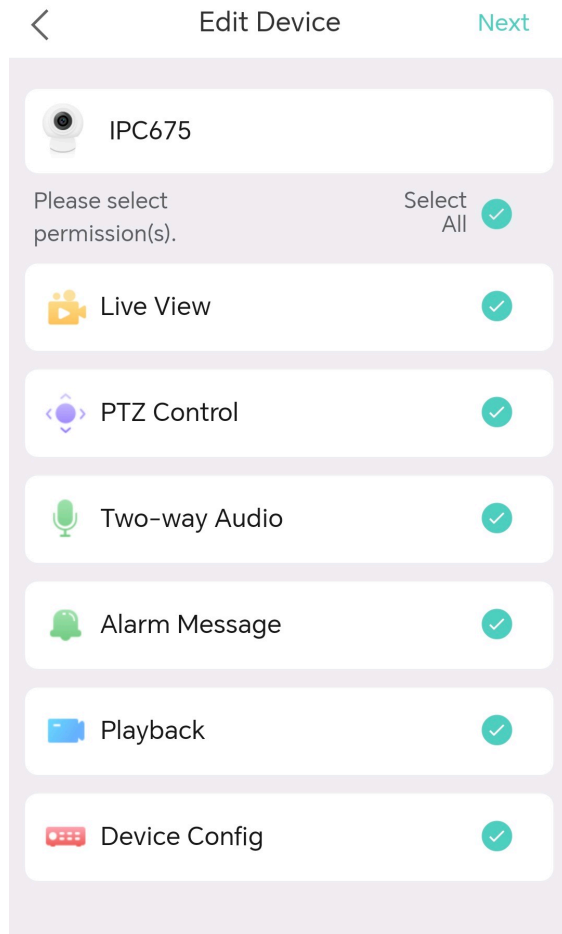 Edit Device
Next
IPC675
Please select
permission(s).
Select
All
Live View
PTZ Control
Two-way Audio
Alarm Message
Playback
Device Config